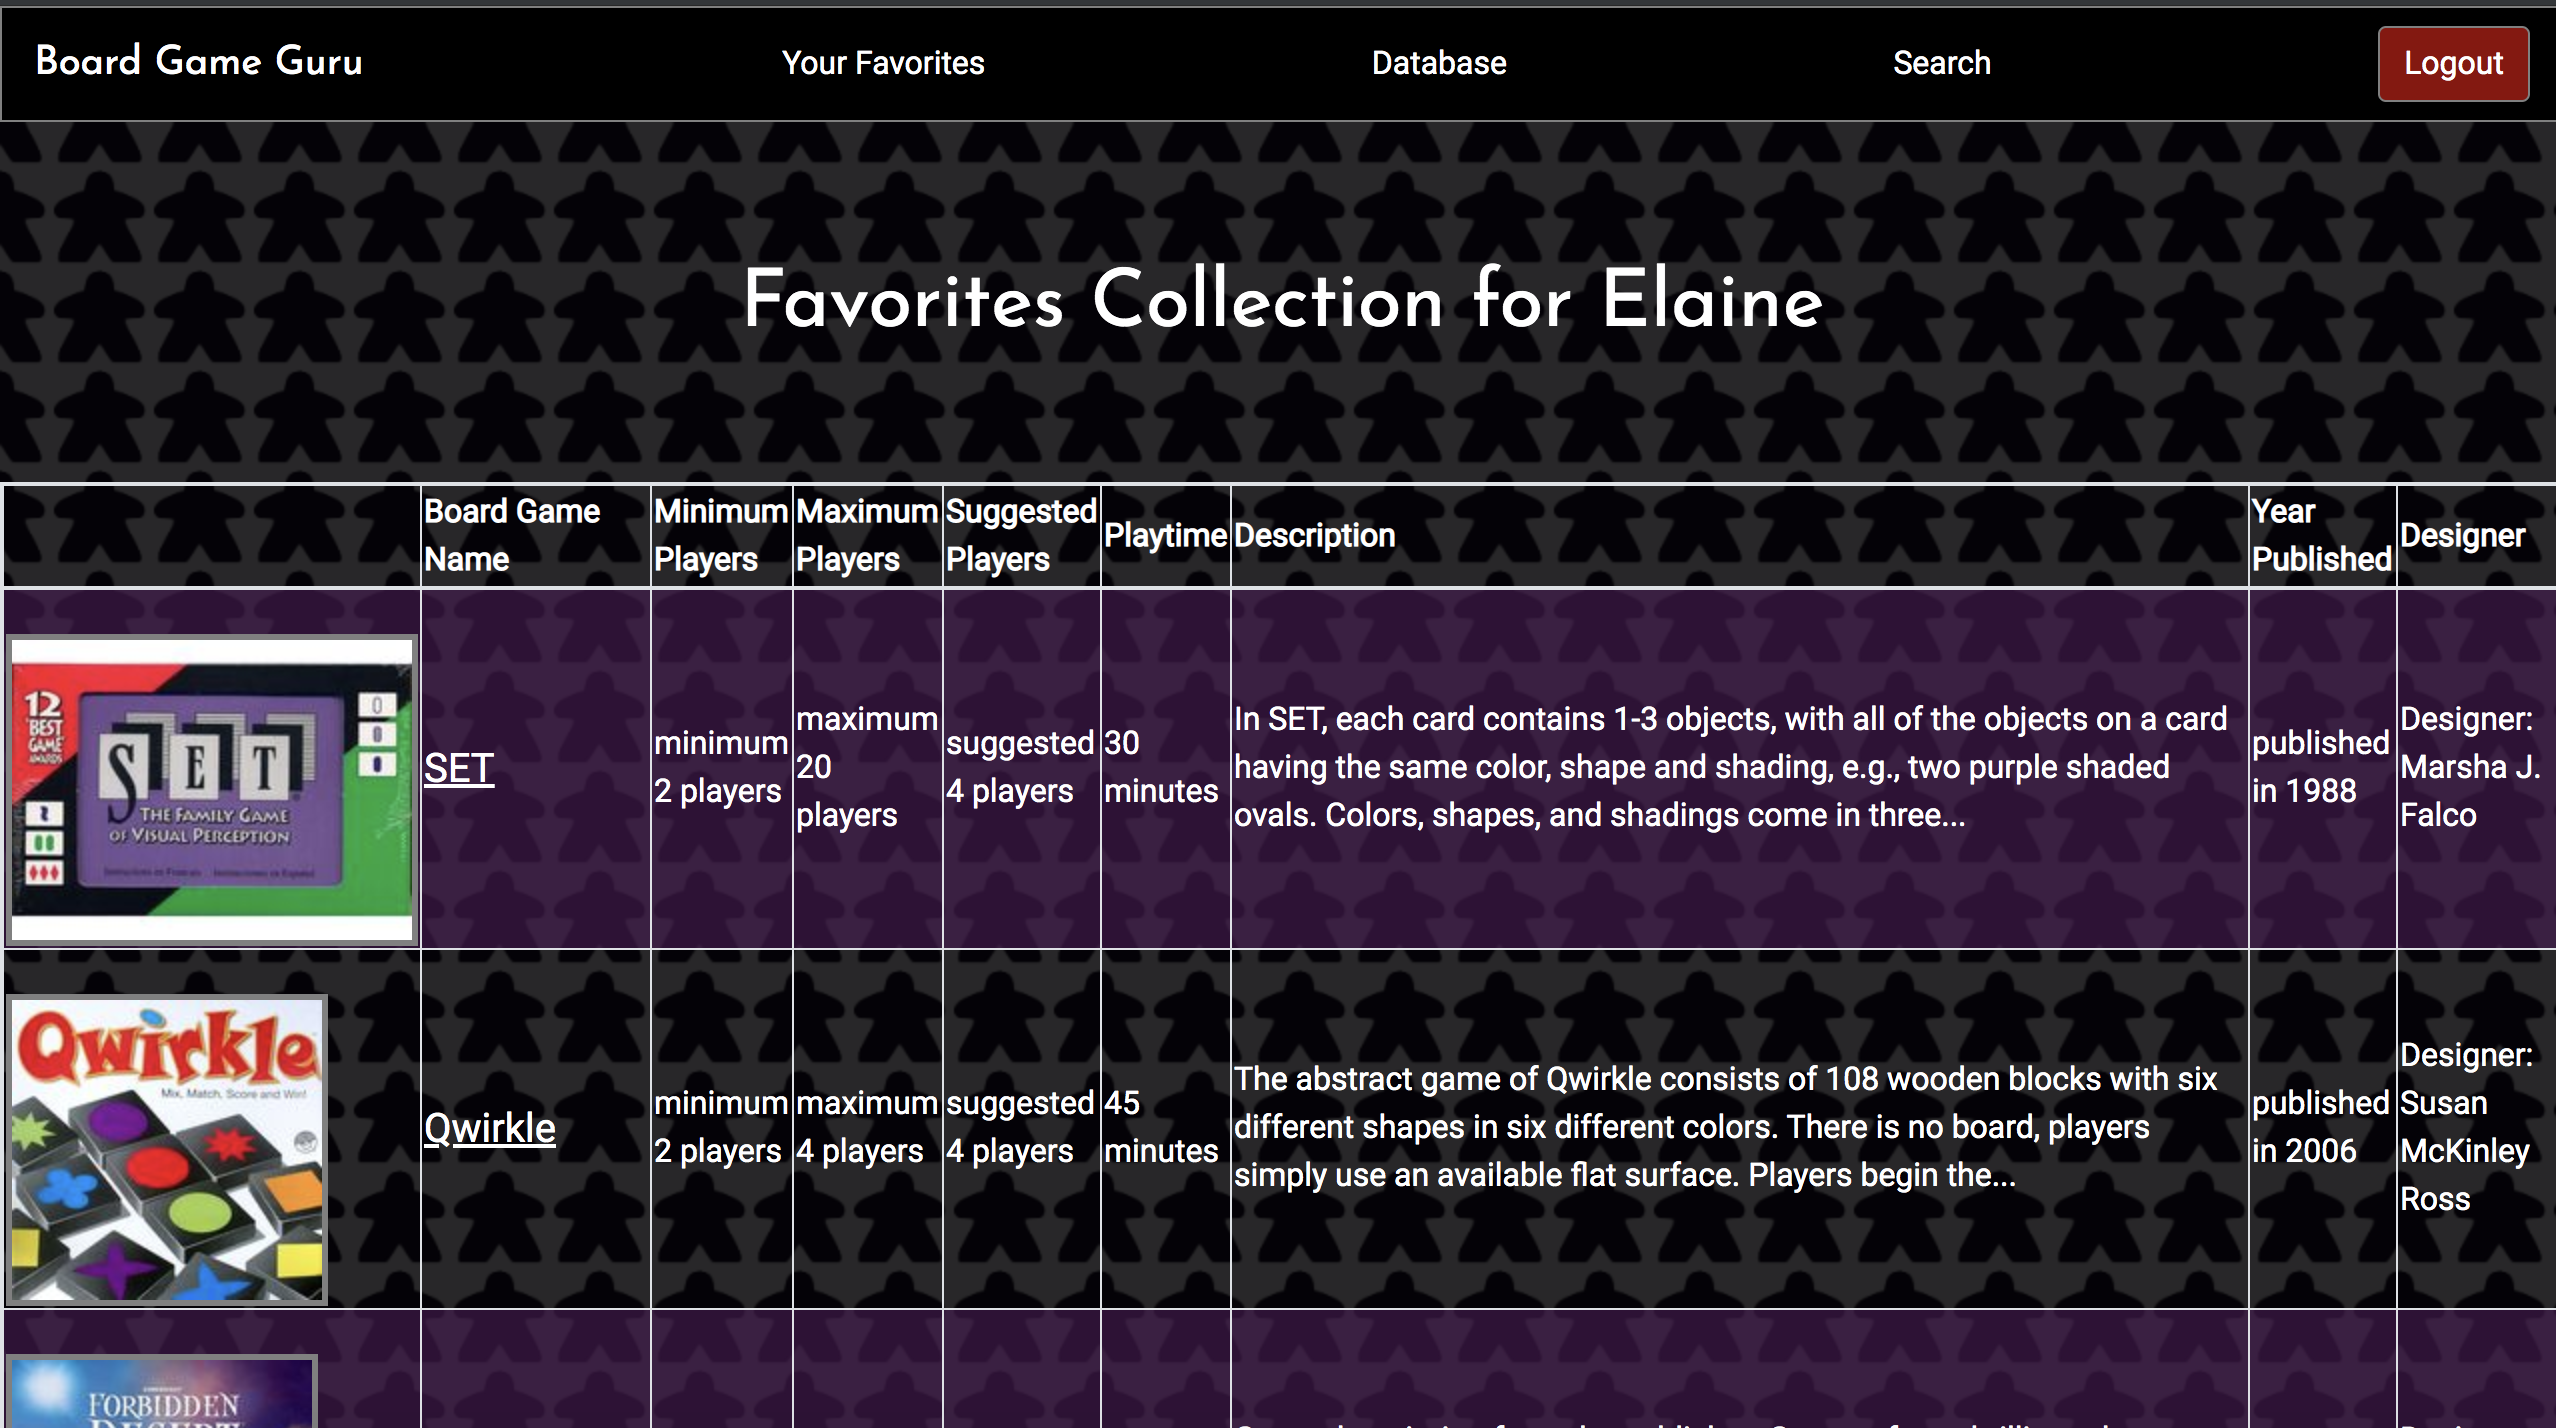 Board Game Guru
Your Favorites
Database
Search
Logout
Favorites Collection for Elaine
Board Game
Name
Minimum
Players
Maximum
Players
Suggested
Players
Playtime
Description
Year
Published
Designer
12
BEST
GAME
AWARDS
SET
THE FAMILY GAME
OF VISUAL PERCEPTION
Instructions en Francais Instrucciones en Español
SET
minimum
2 players
maximum
20
players
suggested
4 players
30
minutes
In SET, each card contains 1-3 objects, with all of the objects on a card
having the same color, shape and shading, e.g., two purple shaded
ovals. Colors, shapes, and shadings come in three...
published
in 1988
Designer:
Marsha J.
Falco
Qwirkle
Mix, Match, Score and Win!
Qwirkle
minimum
2 players
maximum
4 players
suggested
4 players
45
minutes
The abstract game of Qwirkle consists of 108 wooden blocks with six
different shapes in six different colors. There is no board, players
simply use an available flat surface. Players begin the...
published
in 2006
Designer:
Susan
McKinley
Ross
FORBIDDEN
DESERT